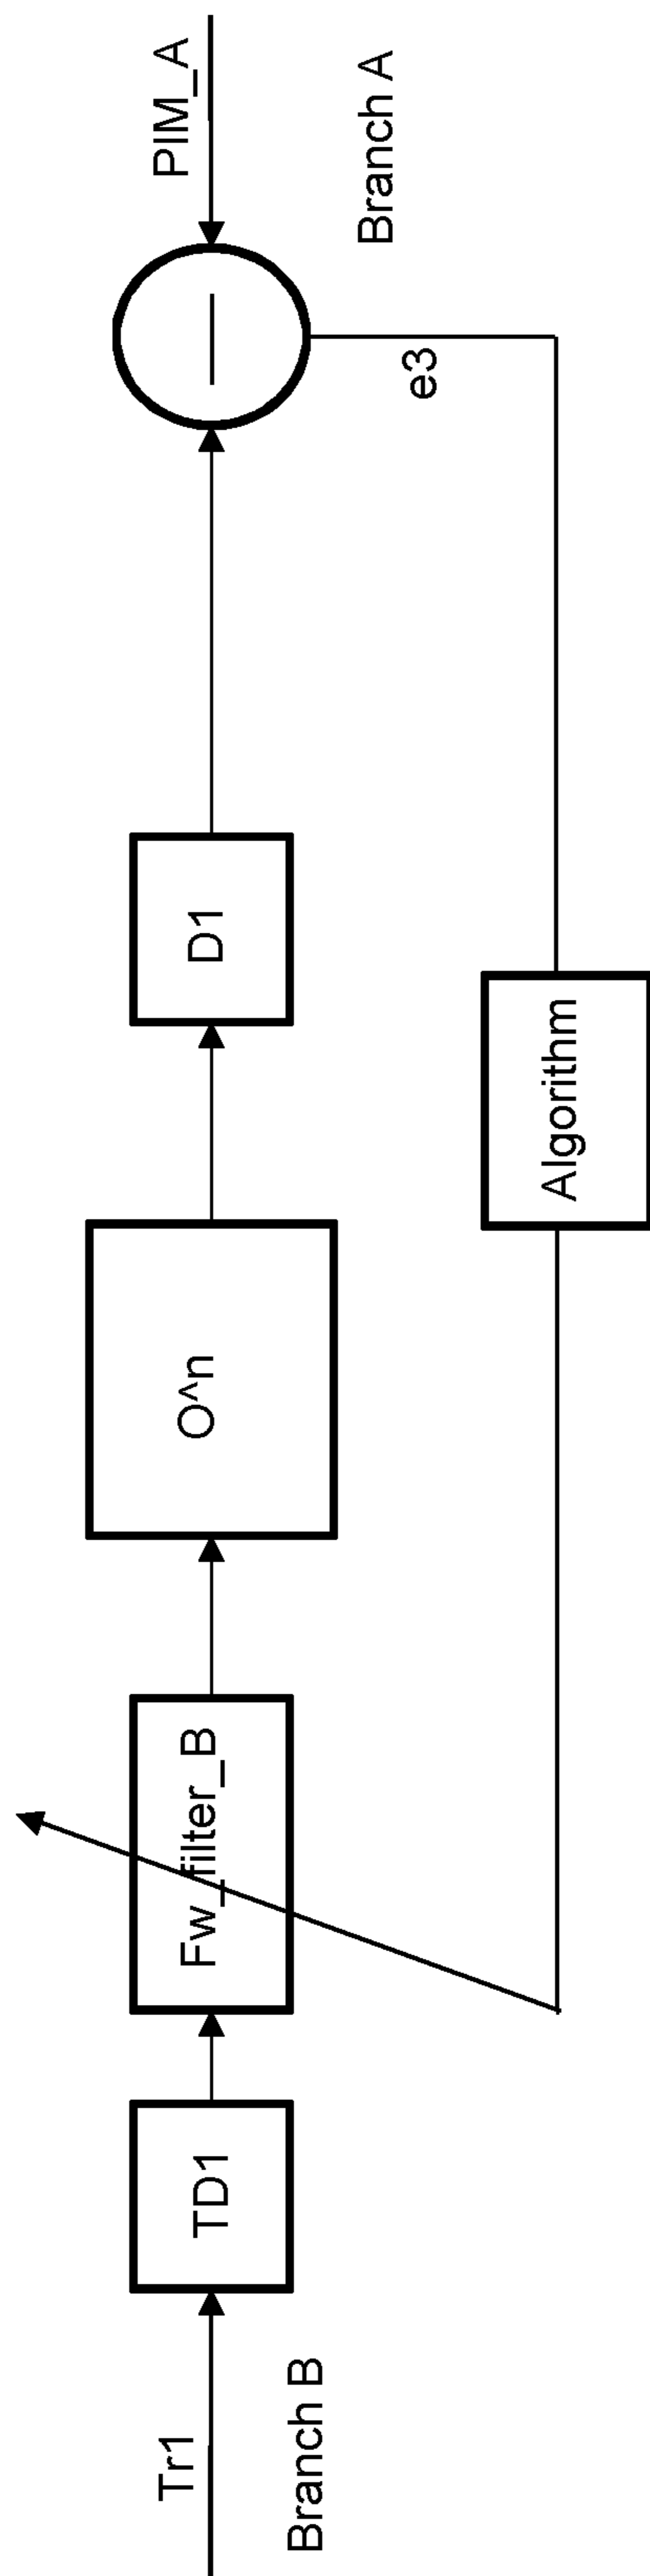 Tr1
Branch B
TD1
Fw_filter_B
O^n
D1
Algorithm
e3
PIM_A
Branch A